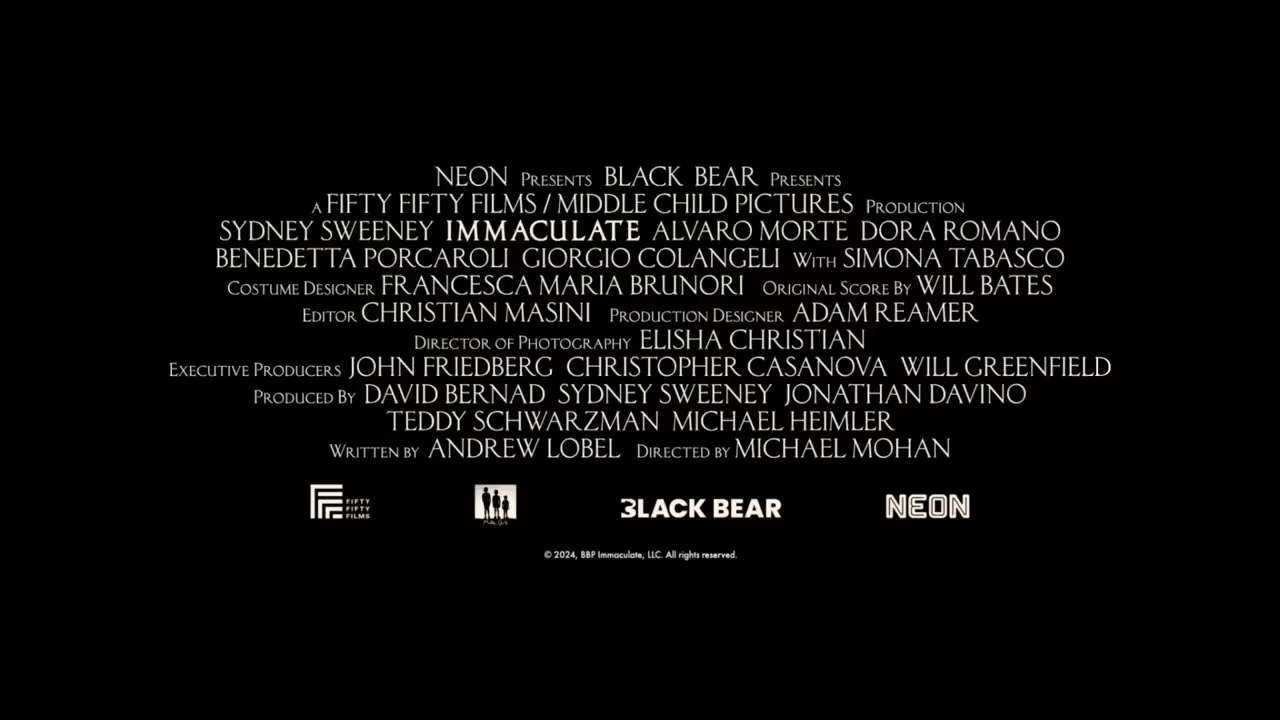 NEON PRESENTS BLACK BEAR PRESENTS
A FIFTY FIFTY FILMS / MIDDLE CHILD PICTURES PRODUCTION
SYDNEY SWEENEY IMMACULATE ALVARO MORTE DORA ROMANO
BENEDETTA PORCAROLI GIORGIO COLANGELI WITH SIMONA TABASCO
COSTUME DESIGNER FRANCESCA MARIA BRUNORI ORIGINAL SCORE BY WILL BATES
EDITOR CHRISTIAN MASINI PRODUCTION DESIGNER ADAM REAMER
DIRECTOR OF PHOTOGRAPHY ELISHA CHRISTIAN
EXECUTIVE PRODUCERS JOHN FRIEDBERG CHRISTOPHER CASANOVA WILL GREENFIELD
PRODUCED BY DAVID BERNAD SYDNEY SWEENEY JONATHAN DAVINO
TEDDY SCHWARZMAN MICHAEL HEIMLER
WRITTEN BY ANDREW LOBEL DIRECTED BY MICHAEL MOHAN
FIFTY
FIFTY
FILMS
BLACK BEAR
NEON
© 2024, BBP Immaculate, LLC. All rights reserved.